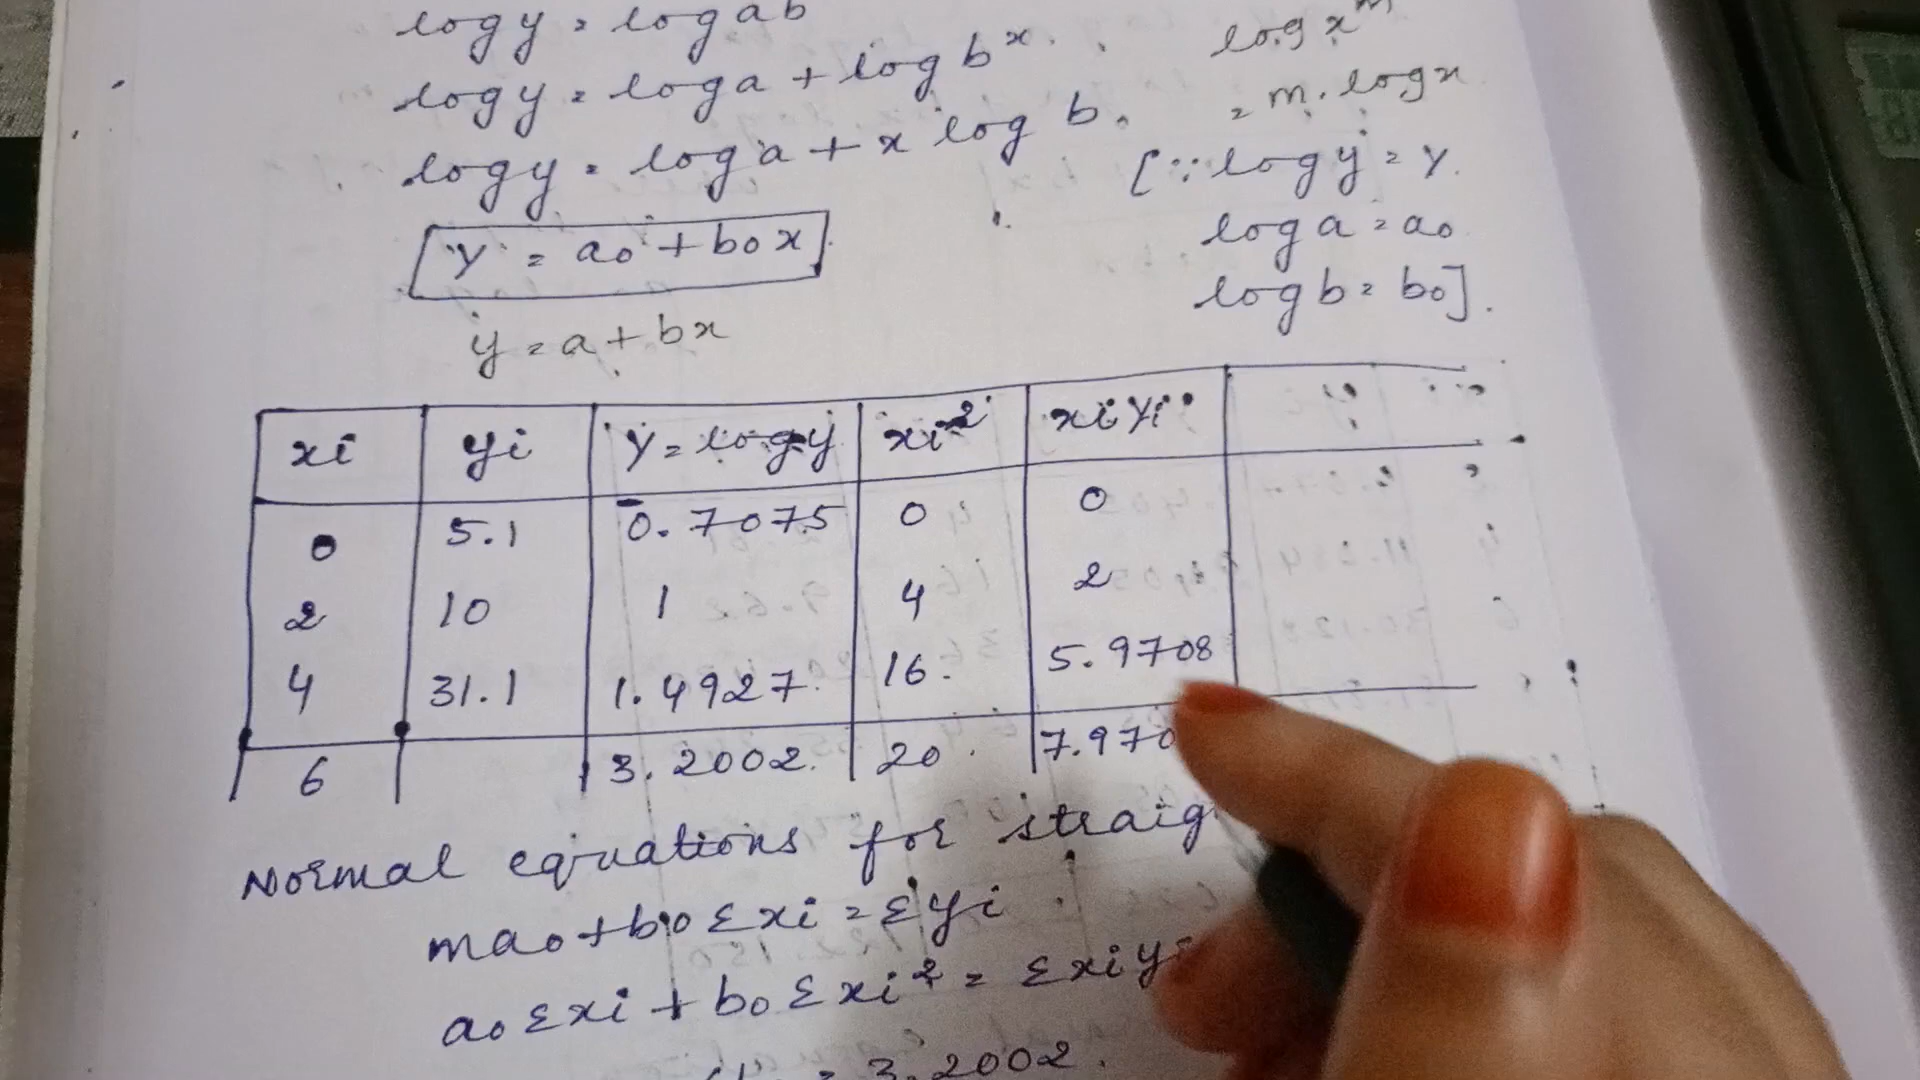 log y = log ab
log y = log a + log bˣ.
log xᵐ
= m. log x
log y = log a + x log b.
[∵ log y = Y.
log a = a₀
log b = b₀].
Y = a₀ + b₀ x
y = a + bx
xi yi Y = log y xi² xiYi
0 5.1 0.7075 0 0
2 10 1 4 2
4 31.1 1.4927 16. 5.9708
6 3.2002. 20 7.970
Normal equations for straig
ma₀ + b₀ Σxi = Σyi
a₀ Σxi + b₀ Σxi² = Σxiy
= 3.2002.